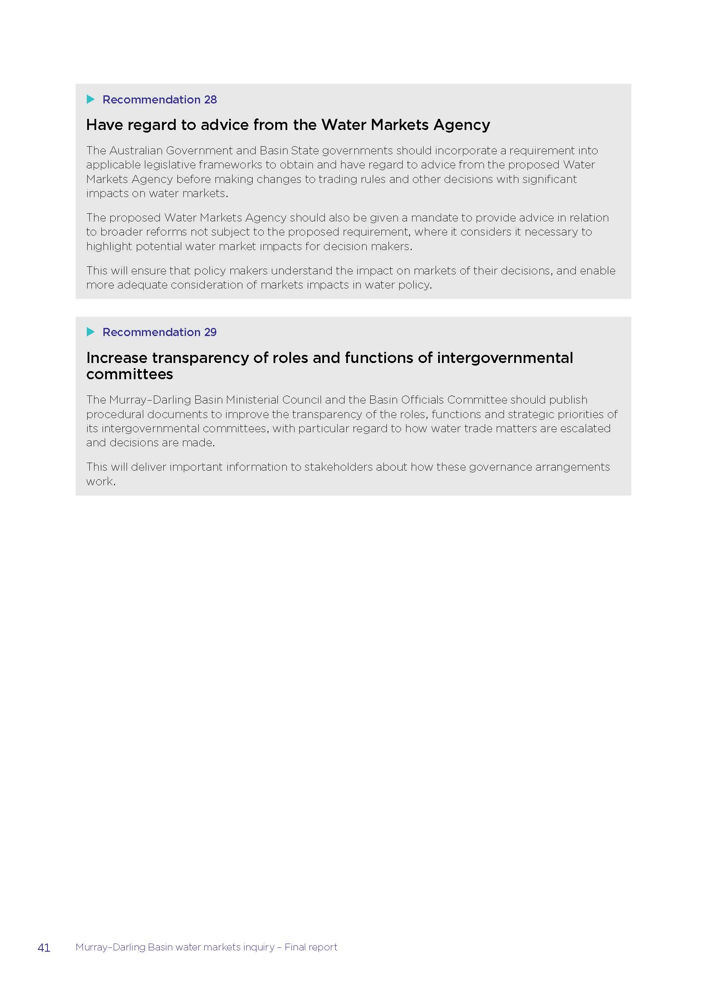 Recommendation 28
Have regard to advice from the Water Markets Agency
The Australian Government and Basin State governments should incorporate a requirement into
applicable legislative frameworks to obtain and have regard to advice from the proposed Water
Markets Agency before making changes to trading rules and other decisions with significant
impacts on water markets.
The proposed Water Markets Agency should also be given a mandate to provide advice in relation
to broader reforms not subject to the proposed requirement, where it considers it necessary to
highlight potential water market impacts for decision makers.
This will ensure that policy makers understand the impact on markets of their decisions, and enable
more adequate consideration of markets impacts in water policy.
Recommendation 29
Increase transparency of roles and functions of intergovernmental
committees
The Murray–Darling Basin Ministerial Council and the Basin Officials Committee should publish
procedural documents to improve the transparency of the roles, functions and strategic priorities of
its intergovernmental committees, with particular regard to how water trade matters are escalated
and decisions are made.
This will deliver important information to stakeholders about how these governance arrangements
work.
41 Murray–Darling Basin water markets inquiry – Final report